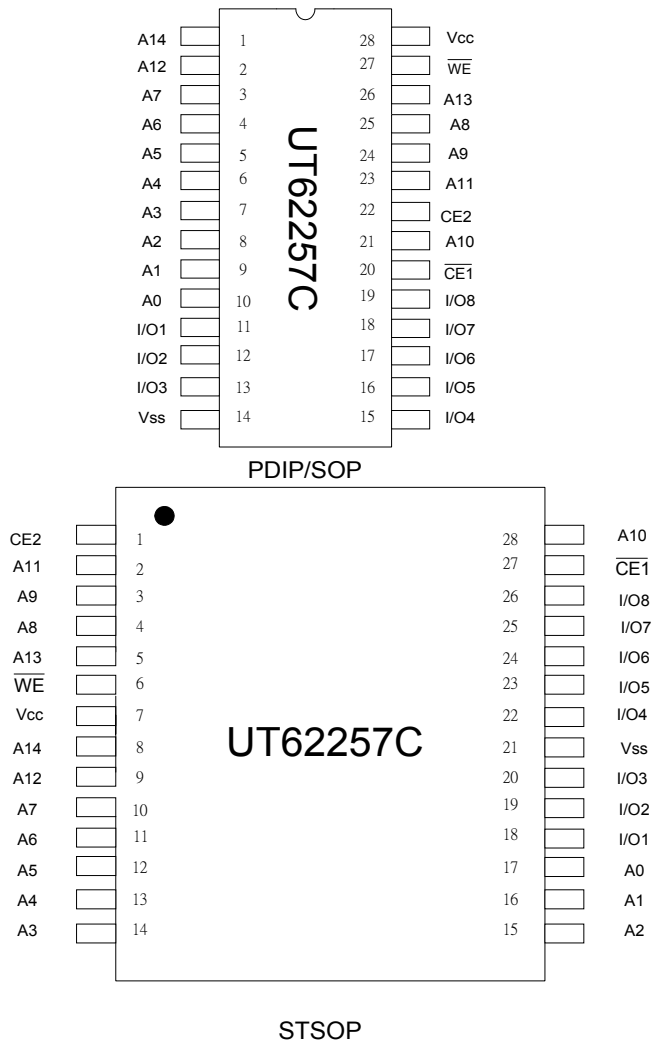 A14 1 28 Vcc
A12 2 27 W̅E̅
A7 3 26 A13
A6 4 25 A8
A5 5 24 A9
A4 6 23 A11
A3 7 22 CE2
A2 8 21 A10
A1 9 20 C̅E̅1̅
A0 10 19 I/O8
I/O1 11 18 I/O7
I/O2 12 17 I/O6
I/O3 13 16 I/O5
Vss 14 15 I/O4
UT62257C
PDIP/SOP
CE2 1 28 A10
A11 2 27 C̅E̅1̅
A9 3 26 I/O8
A8 4 25 I/O7
A13 5 24 I/O6
W̅E̅ 6 23 I/O5
Vcc 7 22 I/O4
A14 8 21 Vss
A12 9 20 I/O3
A7 10 19 I/O2
A6 11 18 I/O1
A5 12 17 A0
A4 13 16 A1
A3 14 15 A2
UT62257C
STSOP